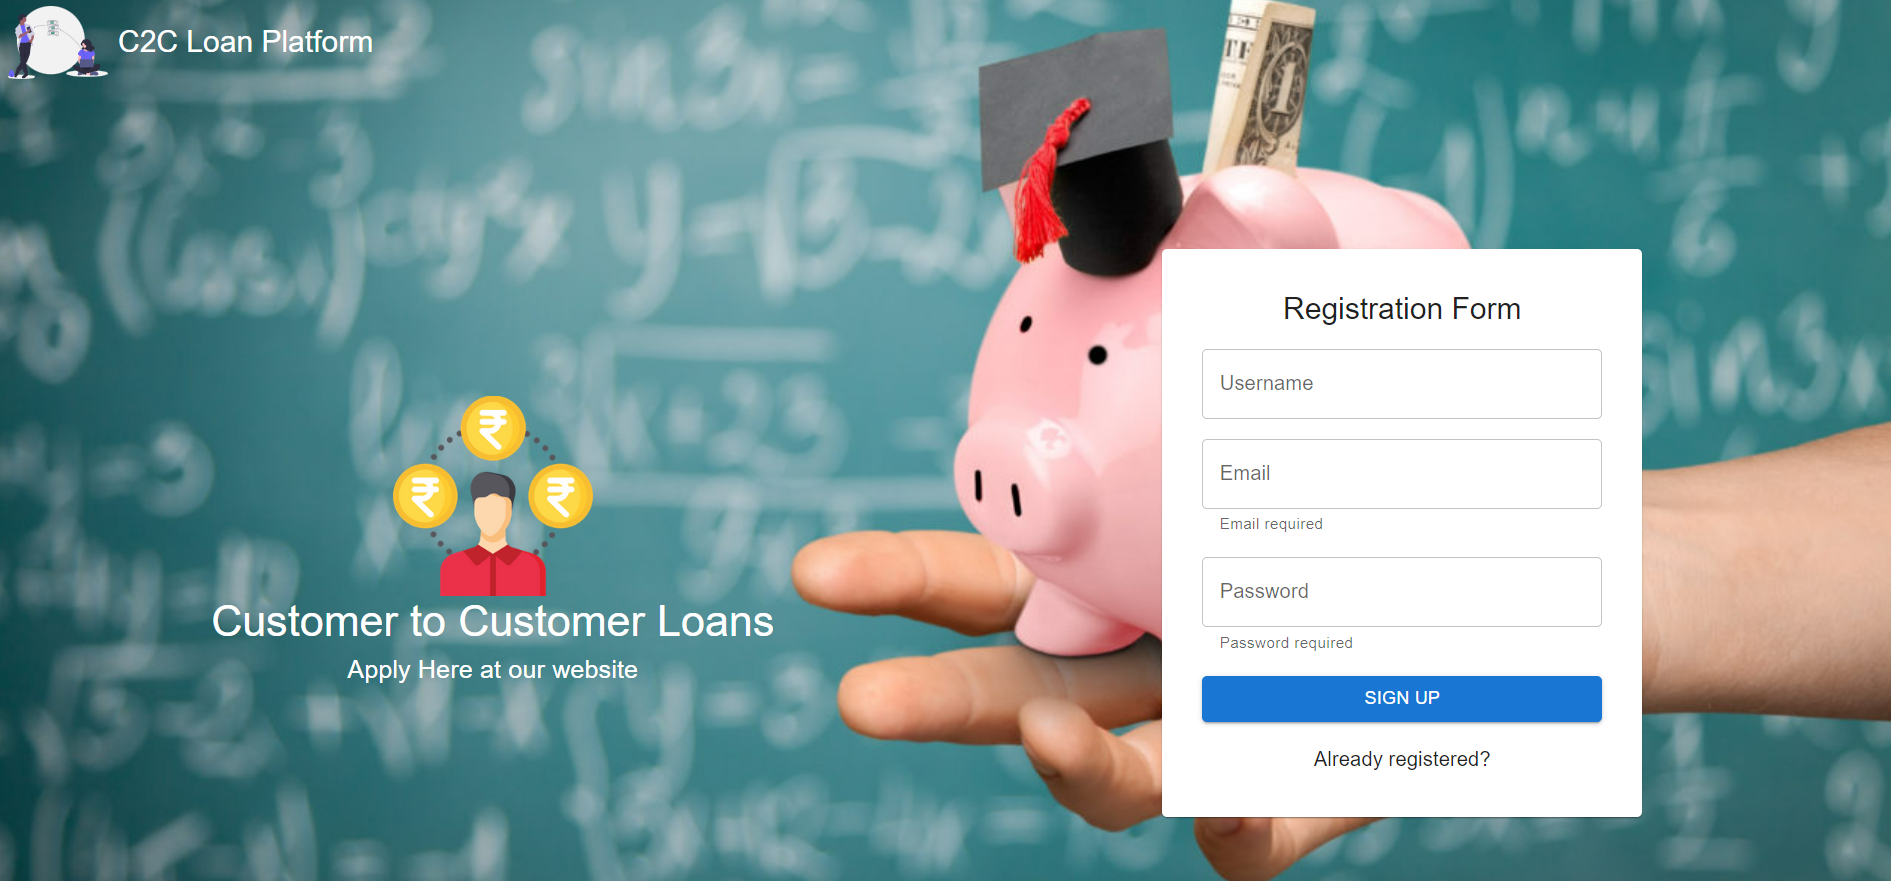 C2C Loan Platform
Customer to Customer Loans
Apply Here at our website
Registration Form
Username
Email
Email required
Password
Password required
SIGN UP
Already registered?